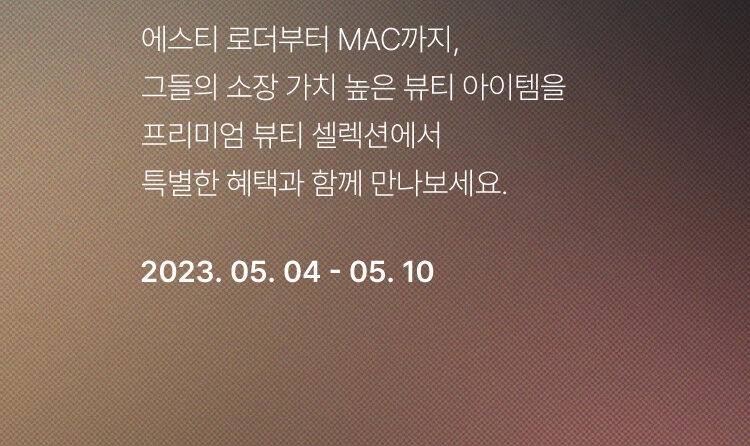 에스티 로더부터 MAC까지,
그들의 소장 가치 높은 뷰티 아이템을
프리미엄 뷰티 셀렉션에서
특별한 혜택과 함께 만나보세요.
2023. 05. 04 - 05. 10